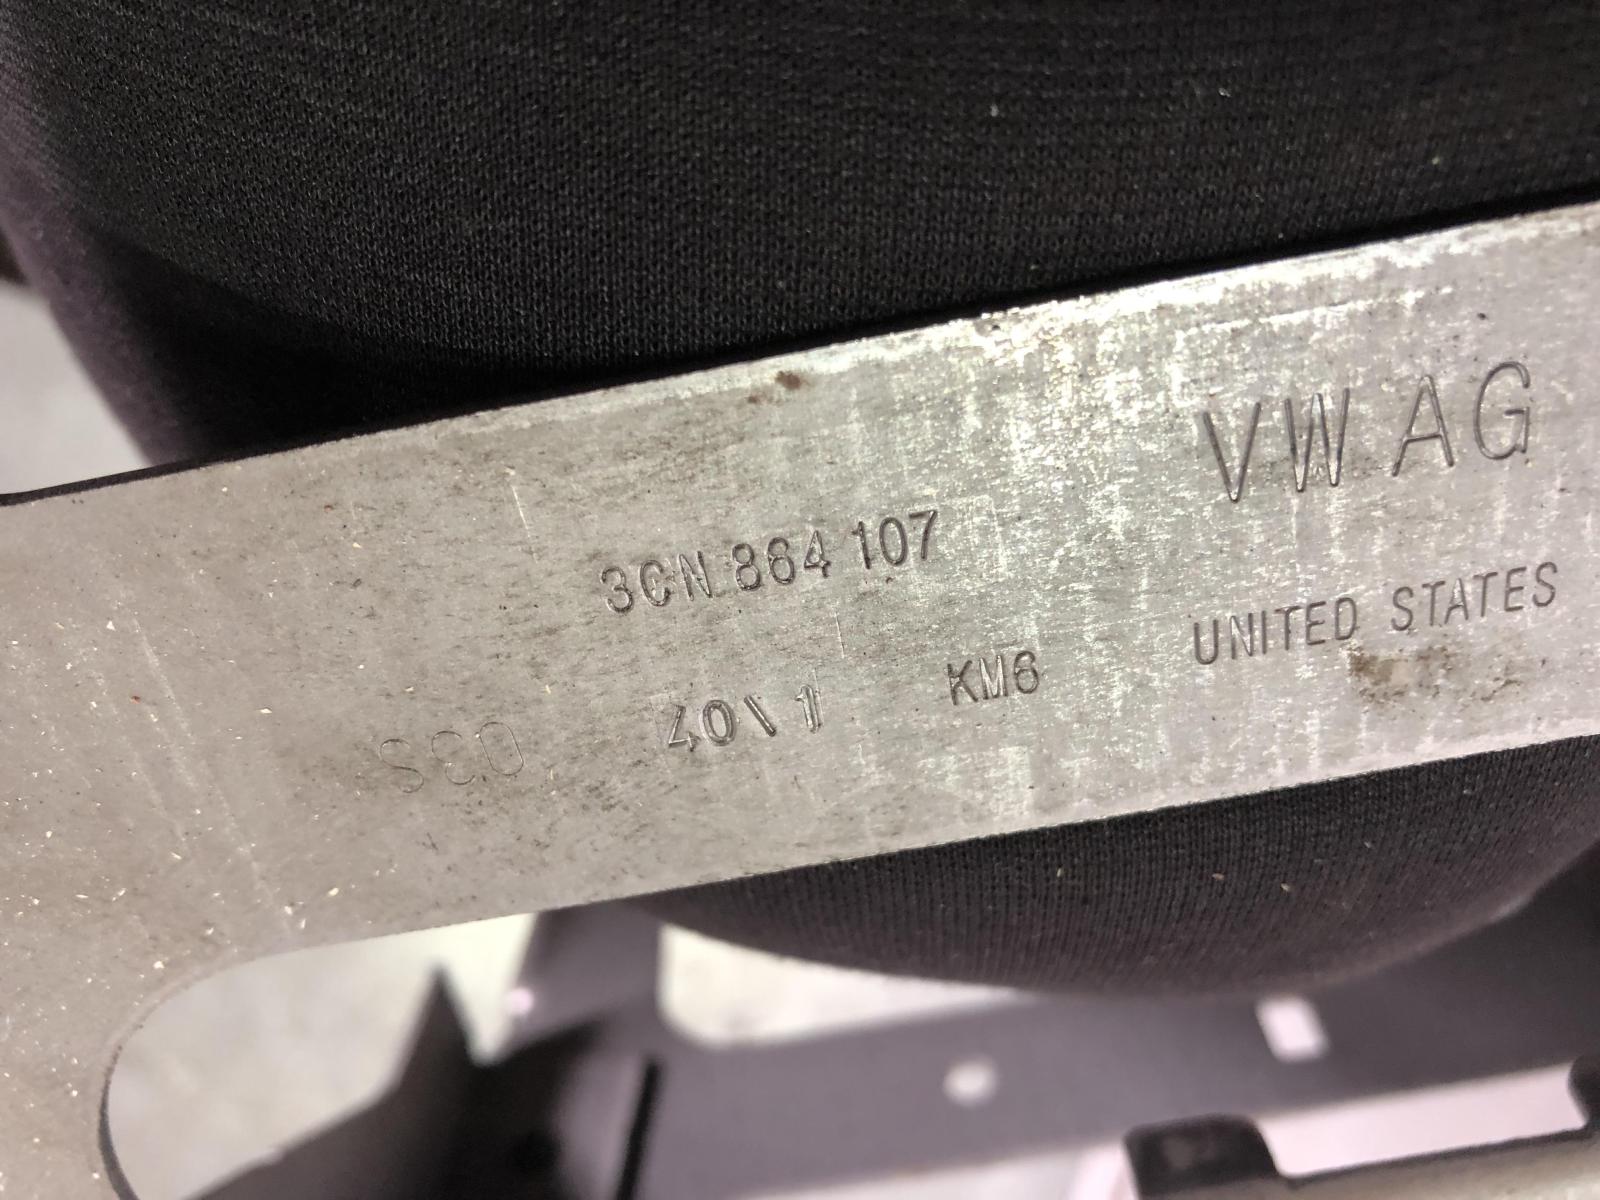 VW AG
3CN 864 107
UNITED STATES
KM6
40\1